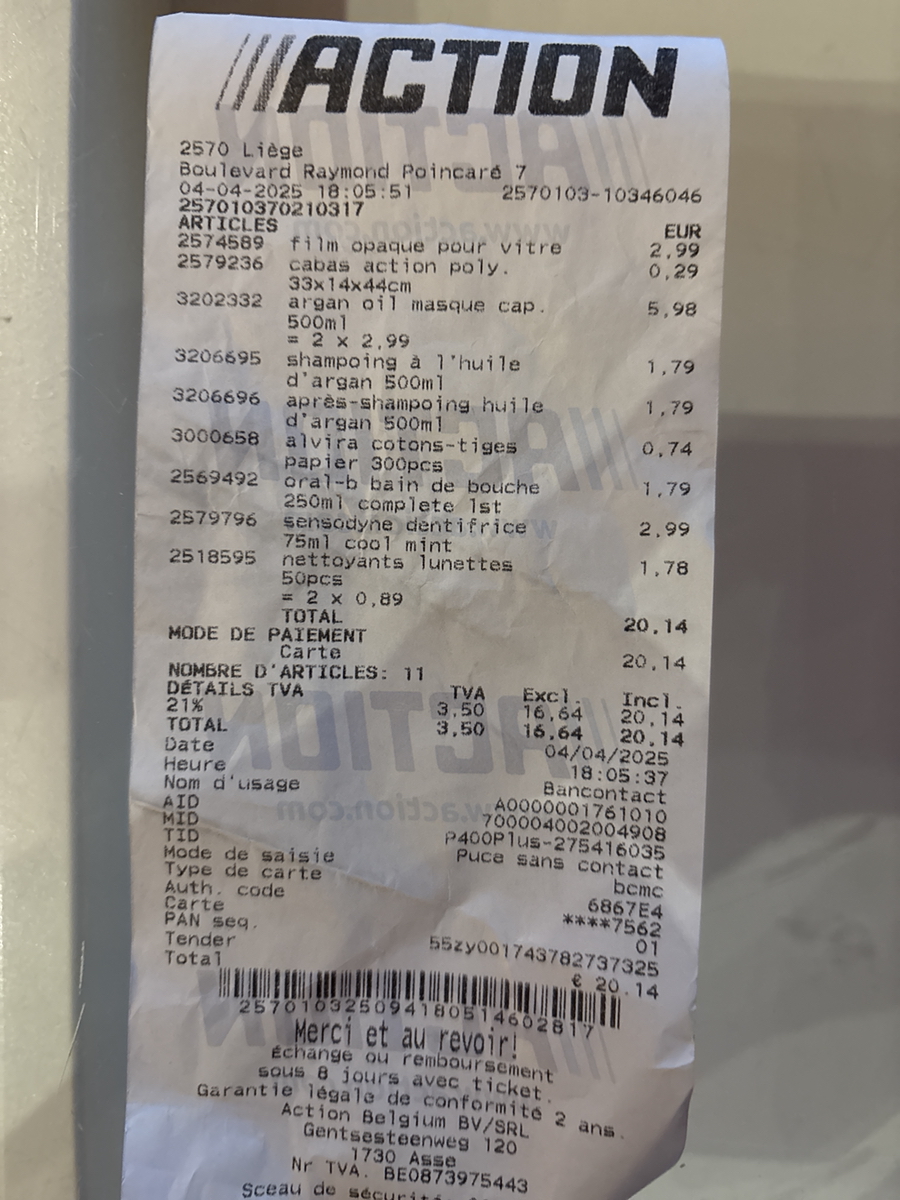 ACTION
2570 Liège
Boulevard Raymond Poincaré 7
04-04-2025 18:05:51 2570103-10346046
257010370210317
ARTICLES EUR
2574589 film opaque pour vitre 2,99
2579236 cabas action poly. 0,29
33x14x44cm
3202332 argan oil masque cap. 5,98
500ml
= 2 x 2,99
3206695 shampoing à l'huile 1,79
d'argan 500ml
3206696 après-shampoing huile 1,79
d'argan 500ml
3000658 alvira cotons-tiges 0,74
papier 300pcs
2569492 oral-b bain de bouche 1,79
250ml complete 1st
2579796 sensodyne dentifrice 2,99
75ml cool mint
2518595 nettoyants lunettes 1,78
50pcs
= 2 x 0,89
TOTAL 20,14
MODE DE PAIEMENT
Carte 20,14
NOMBRE D'ARTICLES: 11
DÉTAILS TVA TVA Excl. Incl.
21% 3,50 16,64 20,14
TOTAL 3,50 16,64 20,14
Date 04/04/2025
Heure 18:05:37
Nom d'usage Bancontact
AID A0000001761010
MID 700004002004908
TID P400Plus-275416035
Mode de saisie Puce sans contact
Type de carte bcmc
Auth. code 6867E4
Carte ****7562
PAN seq. 01
Tender 55zy001743782737325
Total € 20.14
257010325094180514602817
Merci et au revoir!
Échange ou remboursement
sous 8 jours avec ticket.
Garantie légale de conformité 2 ans.
Action Belgium BV/SRL
Gentsesteenweg 120
1730 Asse
Nr TVA. BE0873975443
Sceau de sécurité